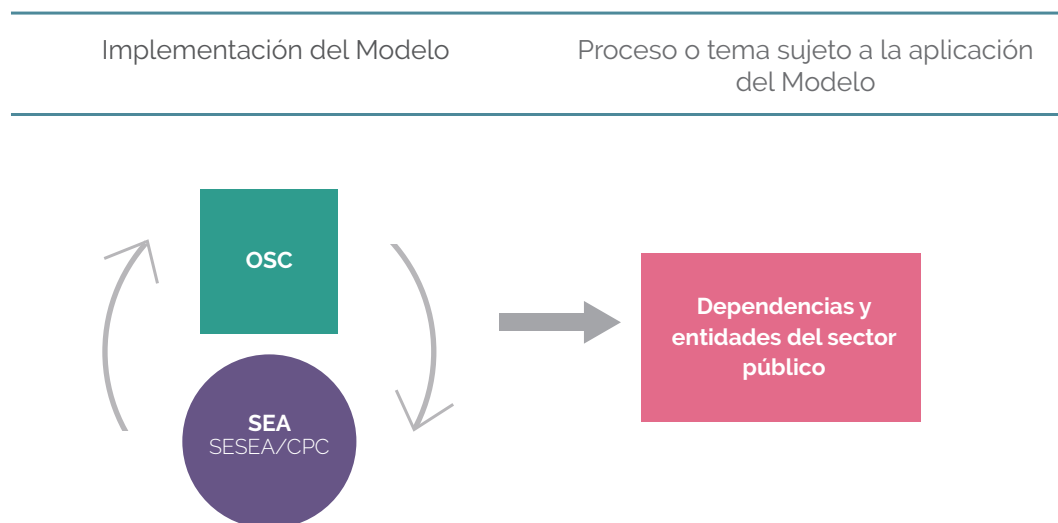 Implementación del Modelo
Proceso o tema sujeto a la aplicación
del Modelo
OSC
SEA
SESEA/CPC
Dependencias y
entidades del sector
público